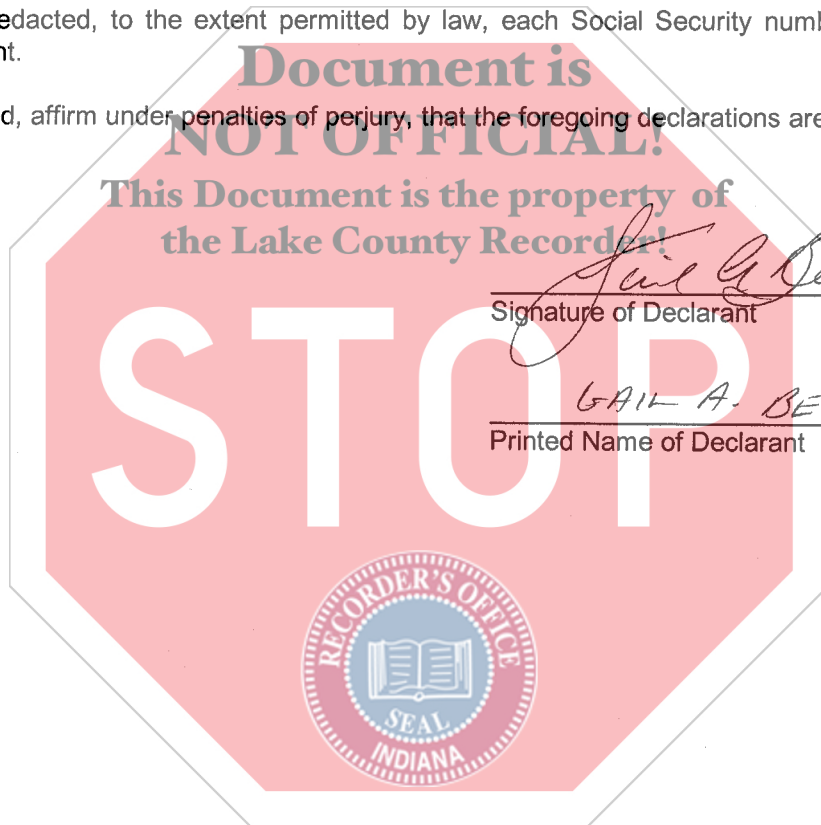 edacted, to the extent permitted by law, each Social Security numb
nt.
Document is
d, affirm under penalties of perjury, that the foregoing declarations are
NOT OFFICIAL!
This Document is the property of
the Lake County Recorder!
Signature of Declarant
GAIL A. BE
Printed Name of Declarant
STOP
RECORDER'S OFFICE
SEAL
INDIANA